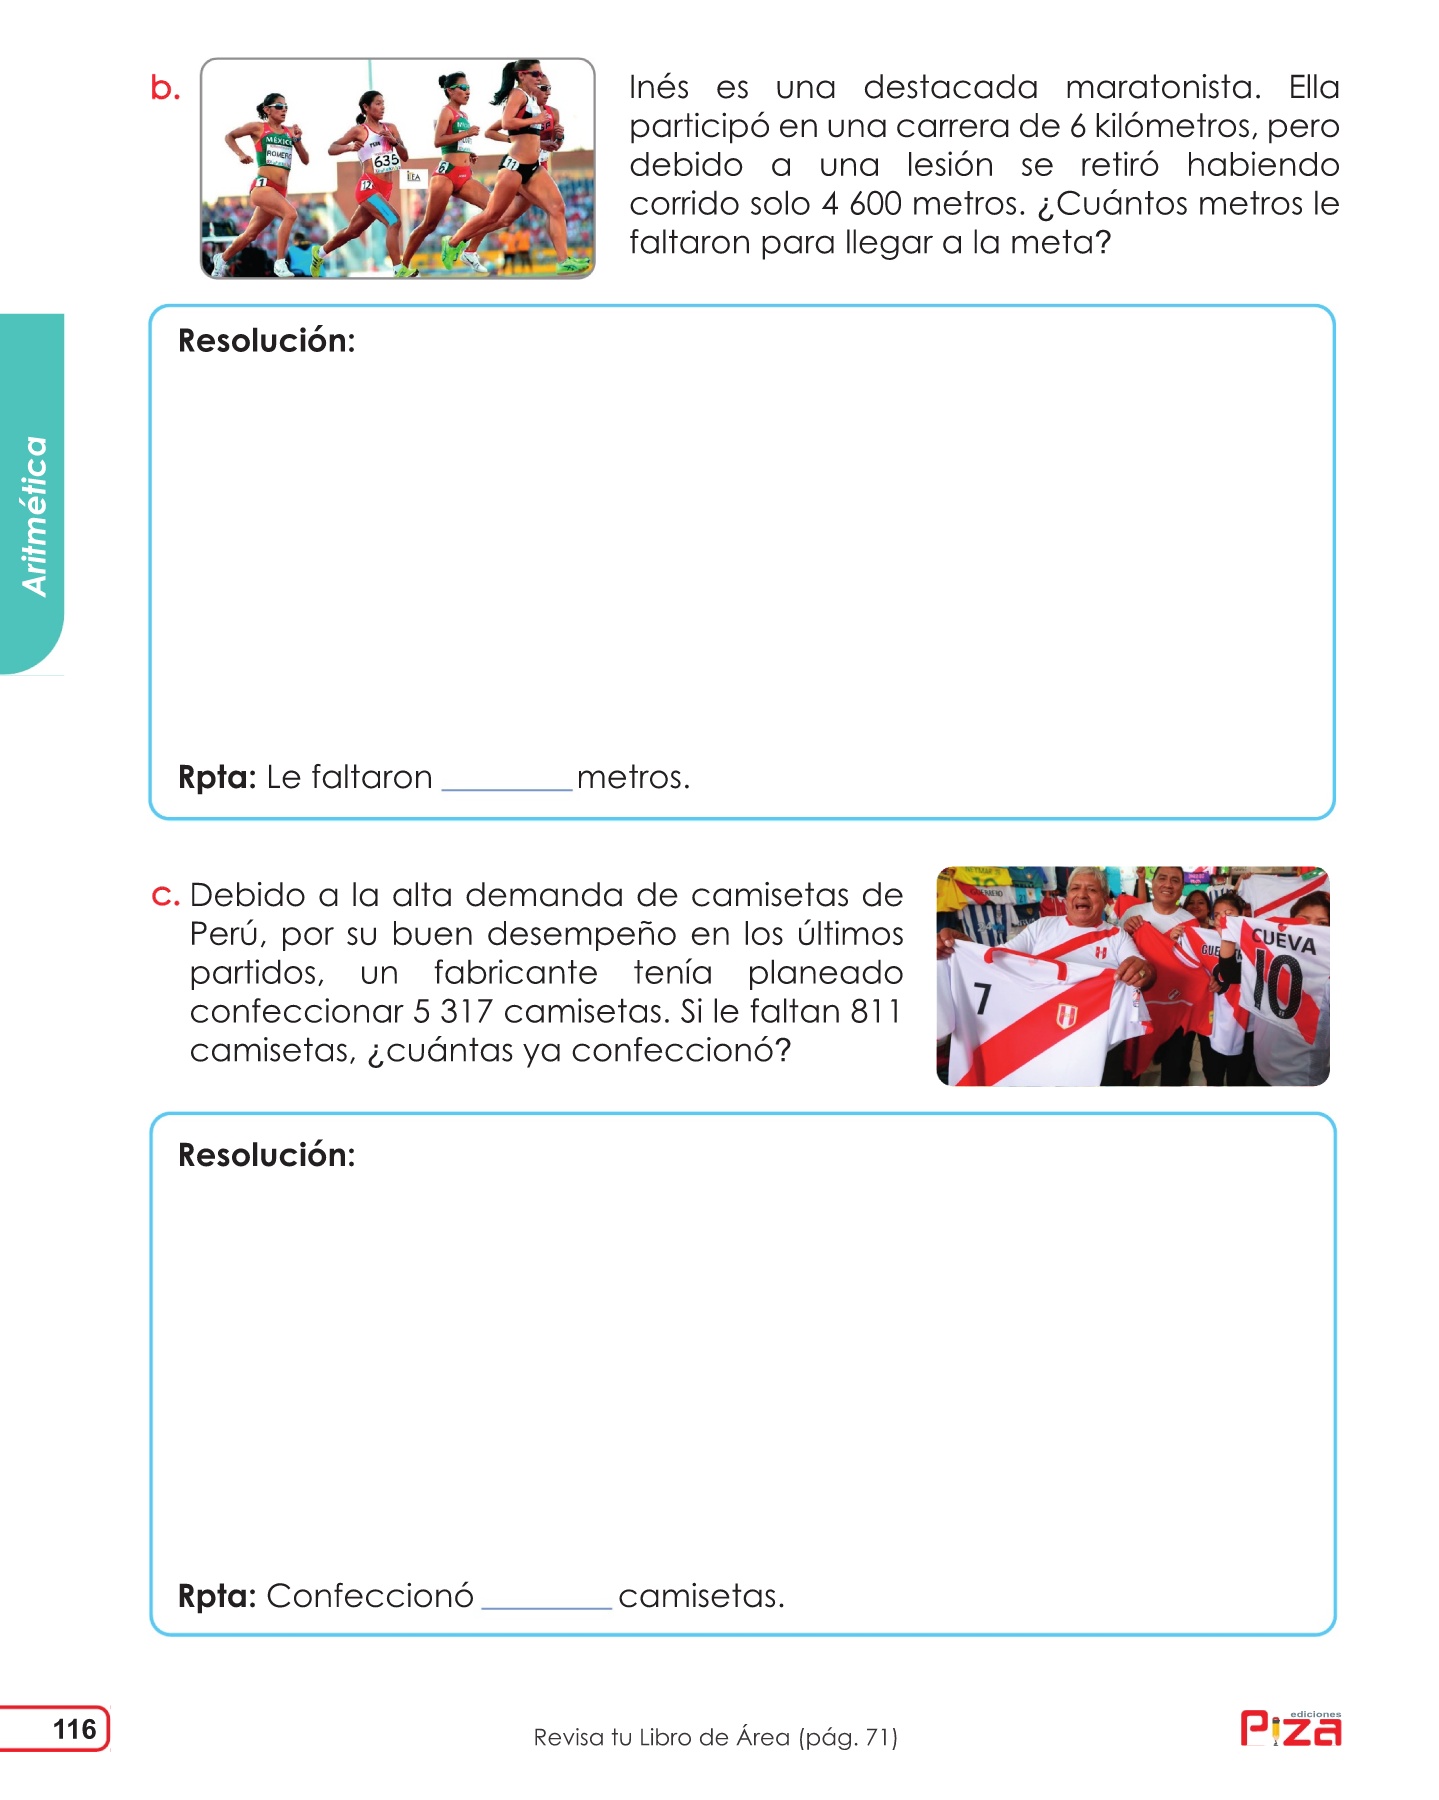 b.
MÉXICO
ROMERO
1
635
12
6
11
Inés es una destacada maratonista. Ella
participó en una carrera de 6 kilómetros, pero
debido a una lesión se retiró habiendo
corrido solo 4 600 metros. ¿Cuántos metros le
faltaron para llegar a la meta?
Aritmética
Resolución:
Rpta: Le faltaron ________ metros.
c. Debido a la alta demanda de camisetas de
Perú, por su buen desempeño en los últimos
partidos, un fabricante tenía planeado
confeccionar 5 317 camisetas. Si le faltan 811
camisetas, ¿cuántas ya confeccionó?
CUEVA
10
7
Resolución:
Rpta: Confeccionó ________ camisetas.
116
Revisa tu Libro de Área (pág. 71)
ediciones
Piza